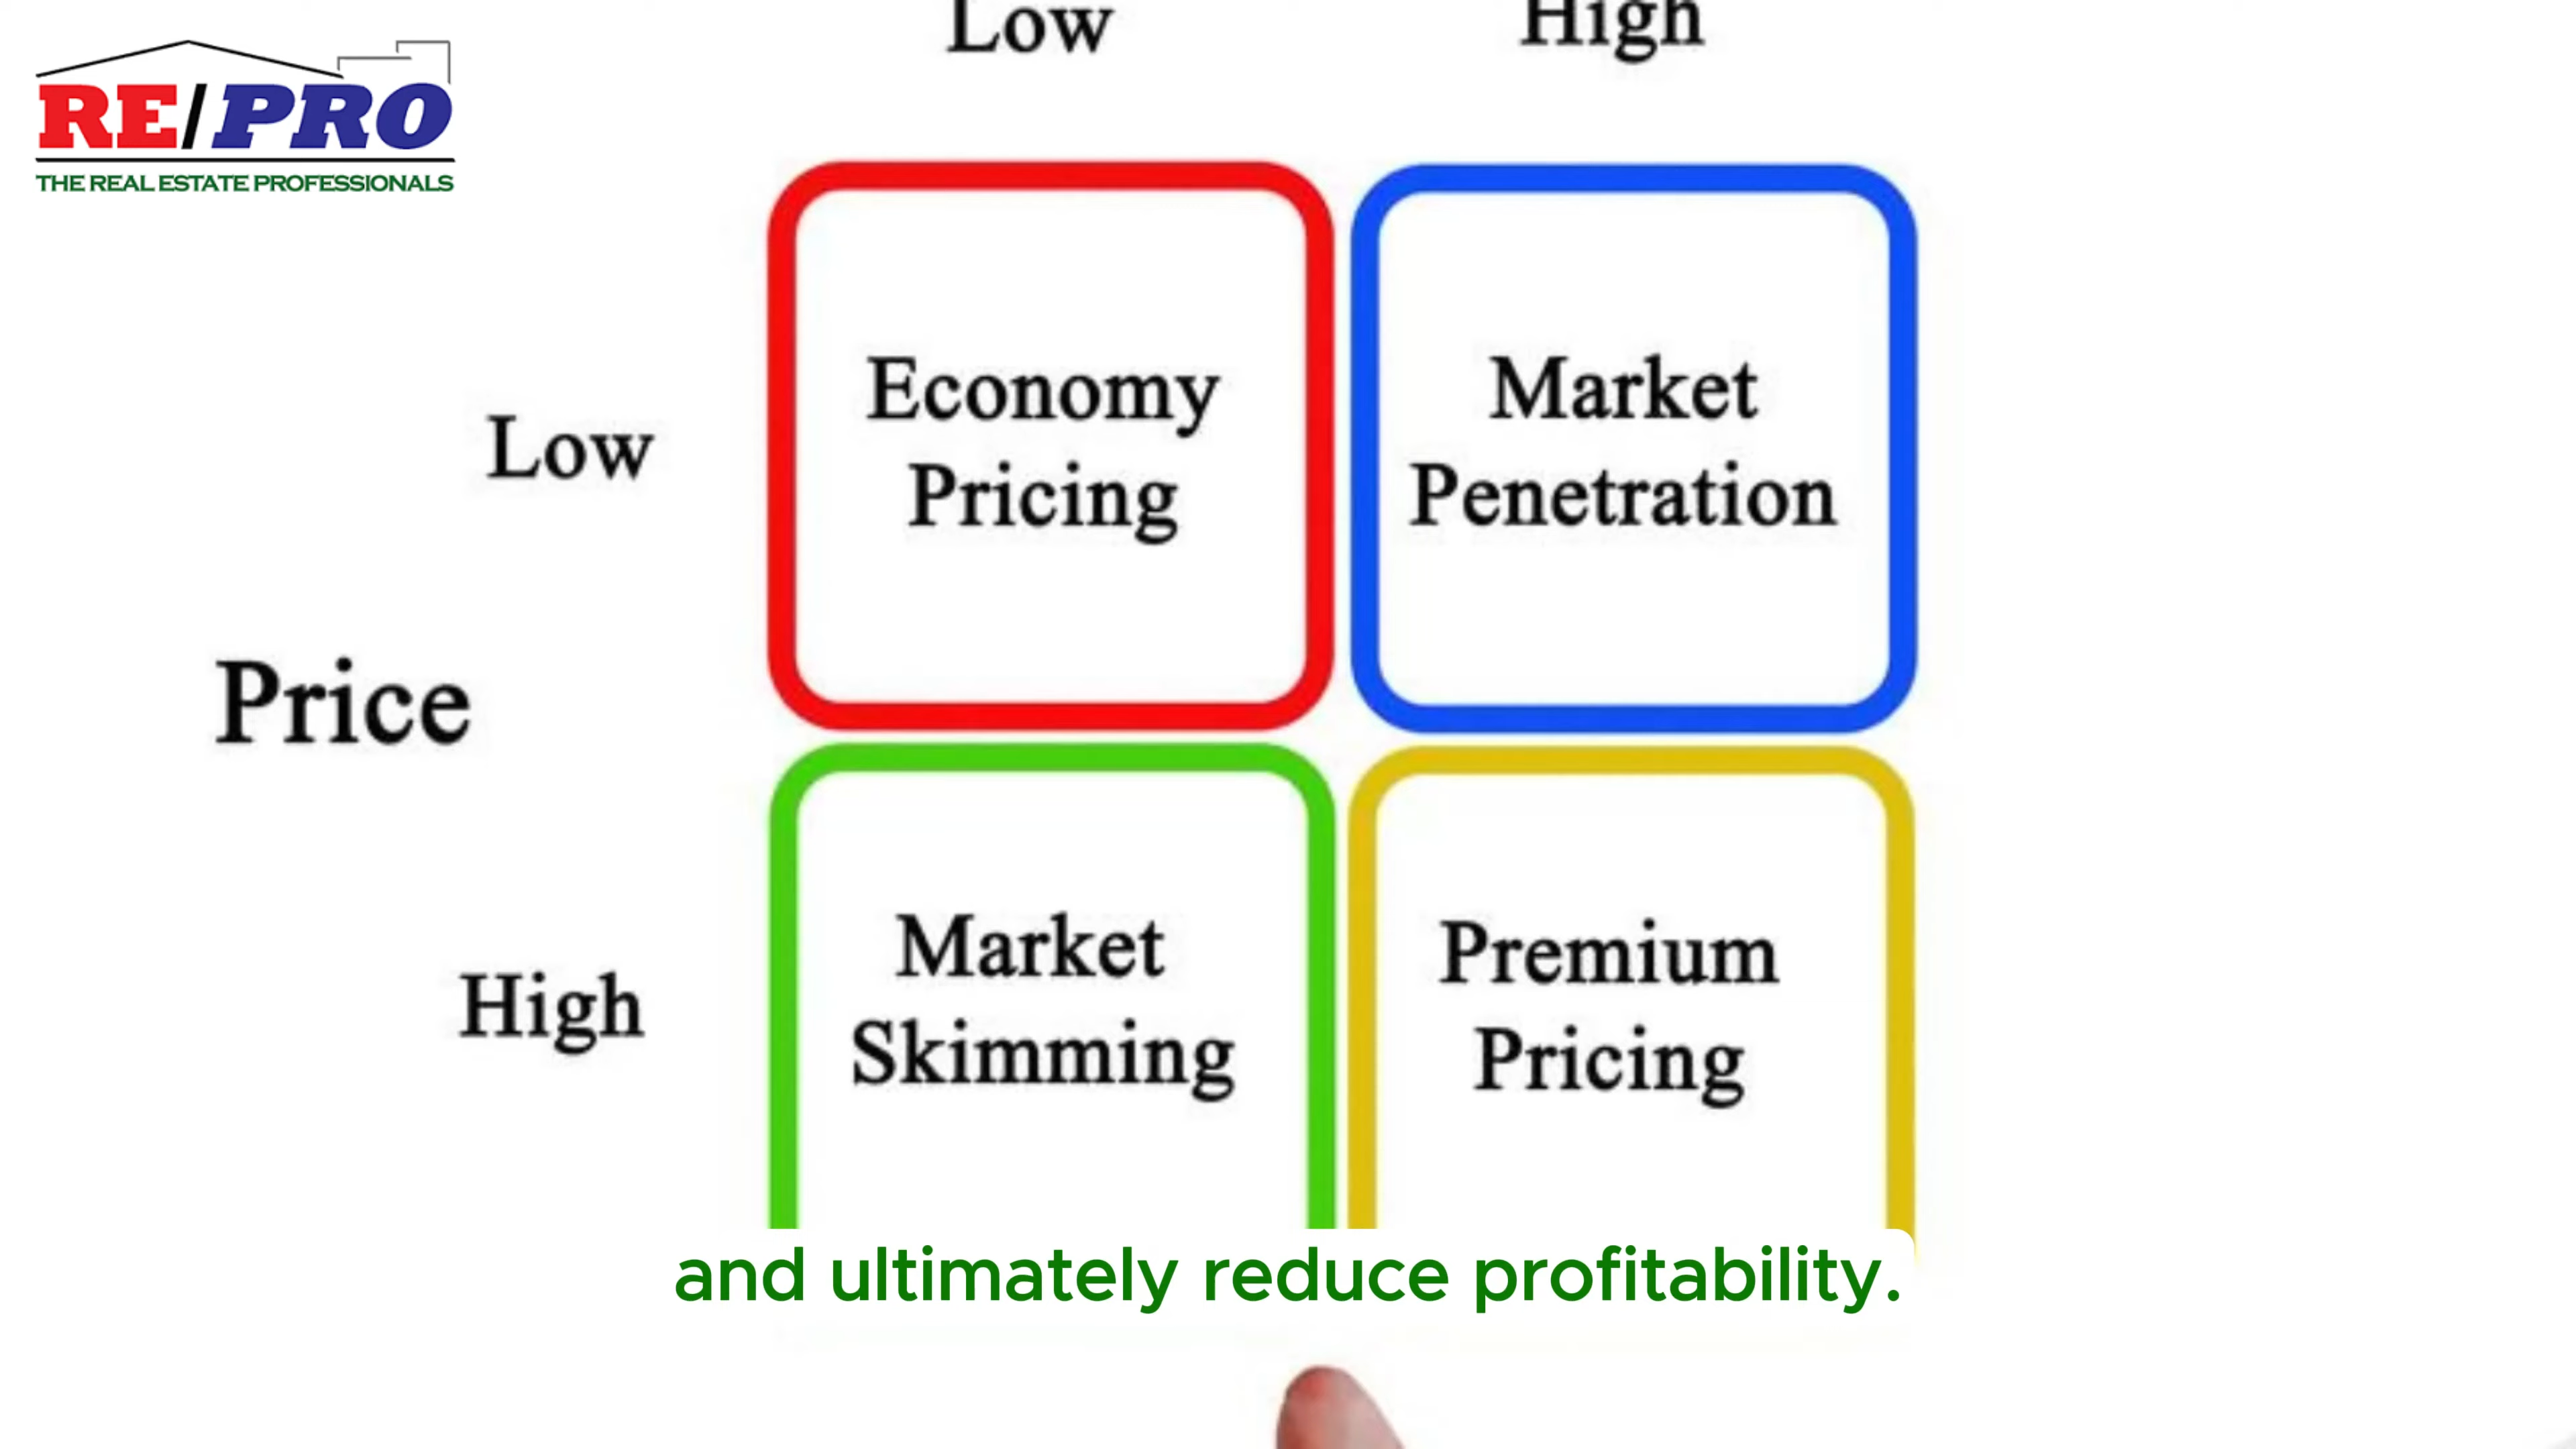 Low High
RE/PRO
THE REAL ESTATE PROFESSIONALS
Economy
Pricing
Market
Penetration
Low
Price
High
Market
Skimming
Premium
Pricing
and ultimately reduce profitability.